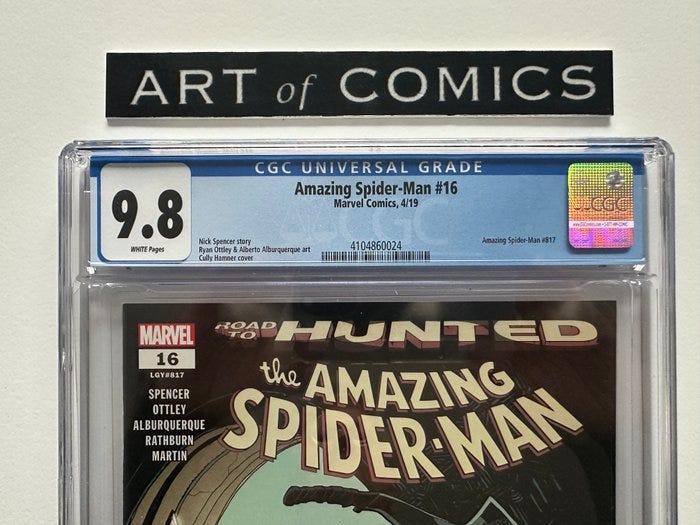 ART of COMICS
CGC UNIVERSAL GRADE
9.8
WHITE Pages
Amazing Spider-Man #16
Marvel Comics, 4/19
Nick Spencer story
Ryan Ottley & Alberto Alburquerque art
Cully Hamner cover
4104860024
Amazing Spider-Man #817
CGC
MARVEL
16
LGY#817
SPENCER
OTTLEY
ALBURQUERQUE
RATHBURN
MARTIN
ROAD TO HUNTED
the AMAZING
SPIDER-MAN